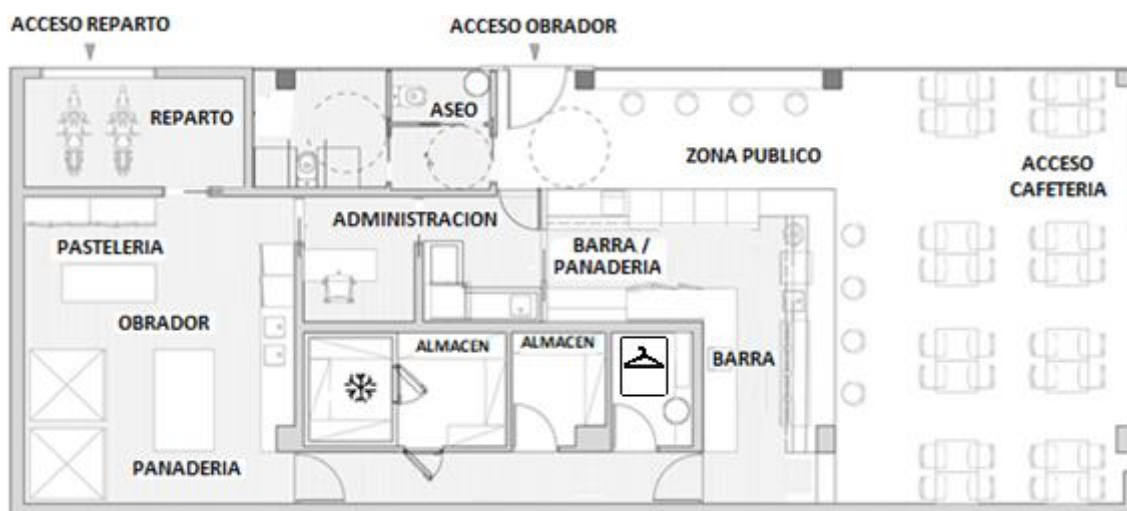 ACCESO REPARTO
ACCESO OBRADOR
REPARTO
ASEO
ZONA PUBLICO
ACCESO
CAFETERIA
ADMINISTRACION
PASTELERIA
BARRA /
PANADERIA
OBRADOR
ALMACEN
ALMACEN
BARRA
PANADERIA